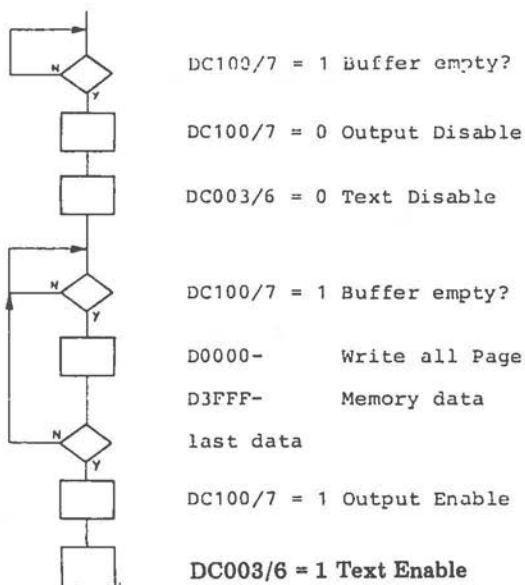 N
DC100/7 = 1 Buffer empty?
Y
DC100/7 = 0 Output Disable
DC003/6 = 0 Text Disable
N
DC100/7 = 1 Buffer empty?
Y
D0000- Write all Page
D3FFF- Memory data
N
last data
Y
DC100/7 = 1 Output Enable
DC003/6 = 1 Text Enable